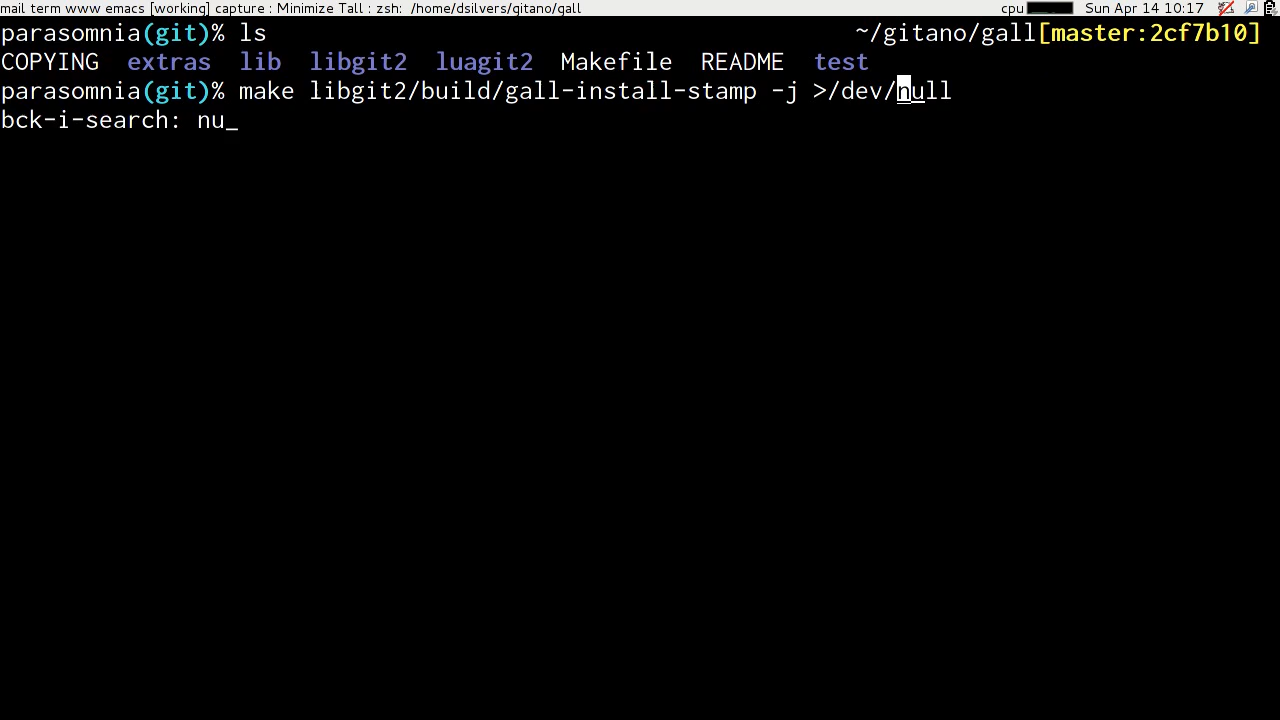 mail term www emacs [working] capture : Minimize Tall : zsh: /home/dsilvers/gitano/gall cpu Sun Apr 14 10:17
parasomnia(git)% ls ~/gitano/gall[master:2cf7b10]
COPYING extras lib libgit2 luagit2 Makefile README test
parasomnia(git)% make libgit2/build/gall-install-stamp -j >/dev/null
bck-i-search: nu_